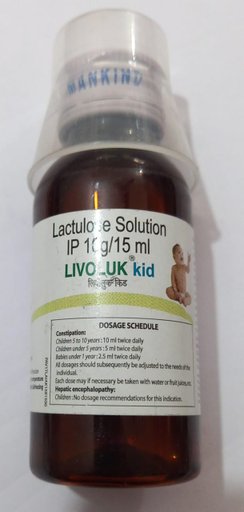 MANKIND
Lactulose Solution
IP 10g/15 ml
LIVOLUK® kid
लिवोलुक किड
DOSAGE SCHEDULE
Constipation:
Children 5 to 10 years : 10 ml twice daily
Children under 5 years : 5 ml twice daily
Babies under 1 year : 2.5 ml twice daily
All dosages should subsequently be adjusted to the needs of the
individual.
Each dose may if necessary be taken with water or fruit juices, etc.
Hepatic encephalopathy:
Children : No dosage recommendations for this indication.